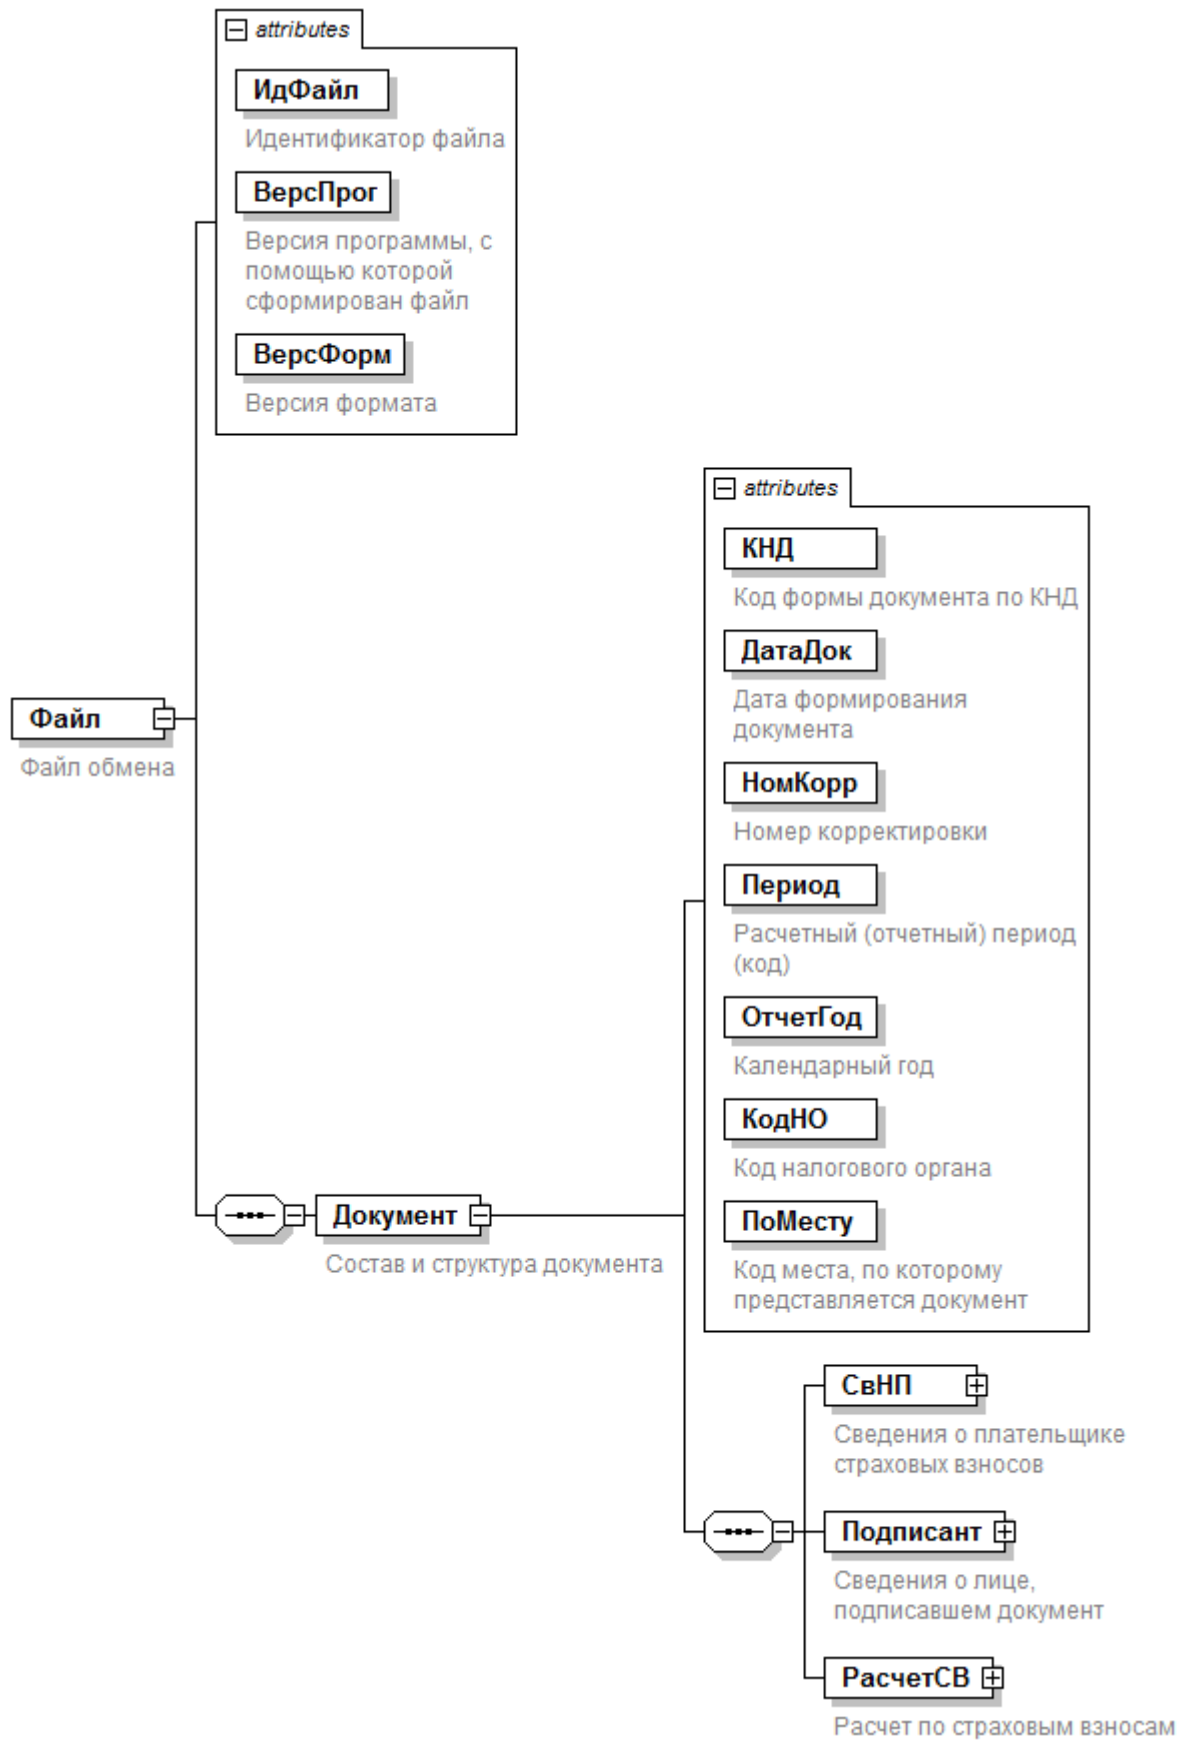 attributes
ИдФайл
Идентификатор файла
ВерсПрог
Версия программы, с
помощью которой
сформирован файл
ВерсФорм
Версия формата
Файл
Файл обмена
Документ
Состав и структура документа
attributes
КНД
Код формы документа по КНД
ДатаДок
Дата формирования
документа
НомКорр
Номер корректировки
Период
Расчетный (отчетный) период
(код)
ОтчетГод
Календарный год
КодНО
Код налогового органа
ПоМесту
Код места, по которому
представляется документ
СвНП
Сведения о плательщике
страховых взносов
Подписант
Сведения о лице,
подписавшем документ
РасчетСВ
Расчет по страховым взносам